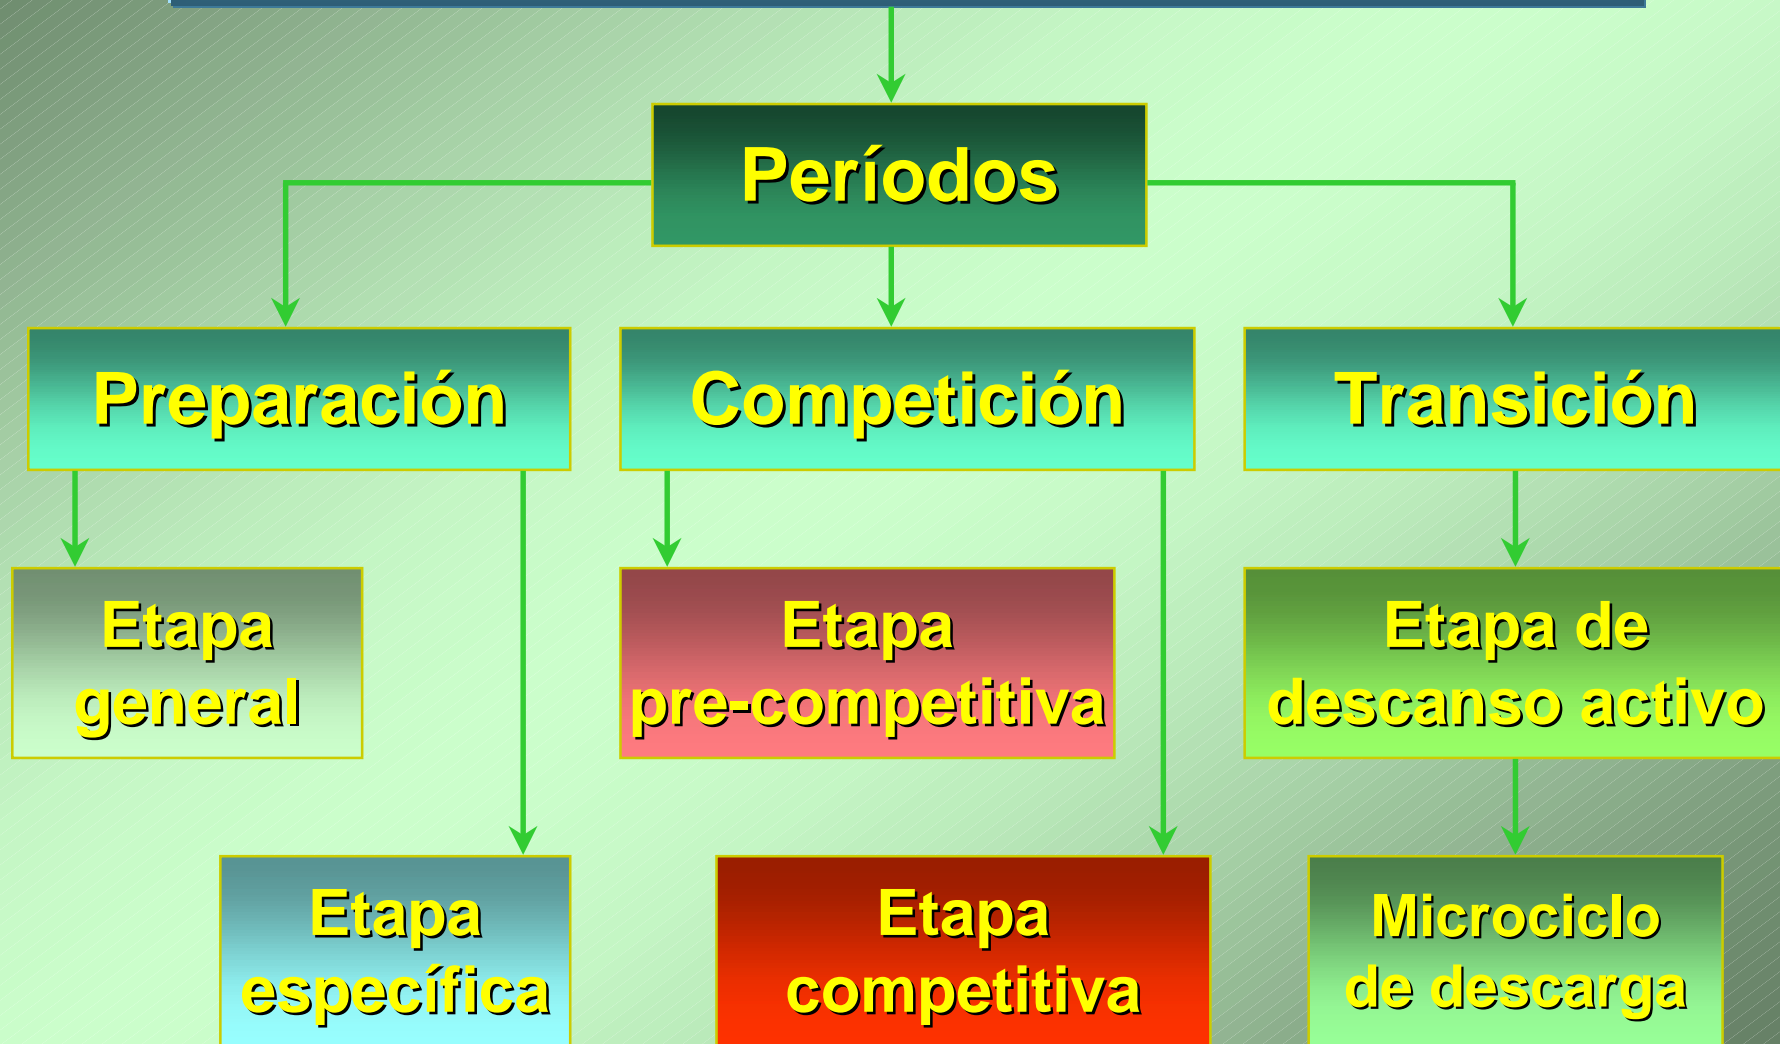 Períodos
Preparación
Competición
Transición
Etapa
general
Etapa
pre-competitiva
Etapa de
descanso activo
Etapa
específica
Etapa
competitiva
Microciclo
de descarga